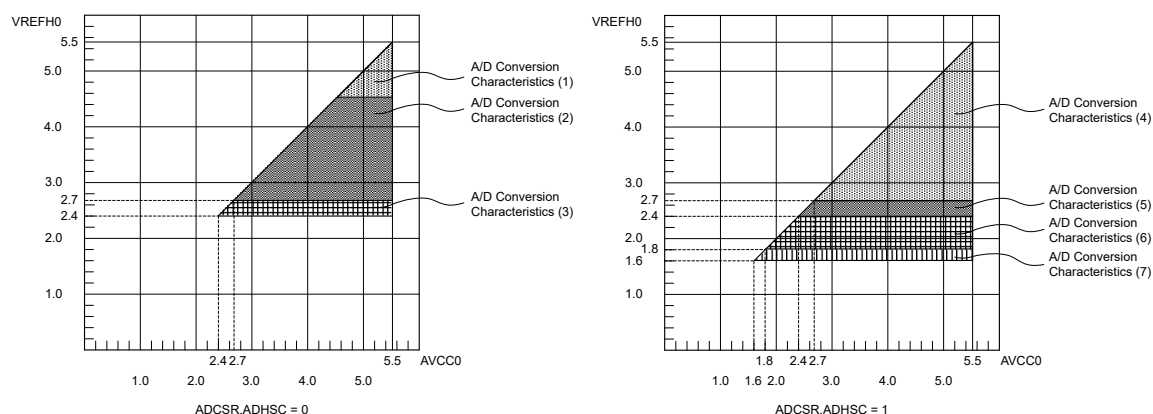 VREFH0
5.5
5.0
4.0
3.0
2.7
2.4
2.0
1.0
A/D Conversion
Characteristics (1)
A/D Conversion
Characteristics (2)
A/D Conversion
Characteristics (3)
2.4 2.7 5.5 AVCC0
1.0 2.0 3.0 4.0 5.0
ADCSR.ADHSC = 0
VREFH0
5.5
5.0
4.0
3.0
2.7
2.4
2.0
1.8
1.6
1.0
A/D Conversion
Characteristics (4)
A/D Conversion
Characteristics (5)
A/D Conversion
Characteristics (6)
A/D Conversion
Characteristics (7)
1.8 2.4 2.7 5.5 AVCC0
1.0 1.6 2.0 3.0 4.0 5.0
ADCSR.ADHSC = 1